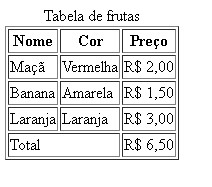 Tabela de frutas
Nome Cor Preço
Maçã Vermelha R$ 2,00
Banana Amarela R$ 1,50
Laranja Laranja R$ 3,00
Total R$ 6,50